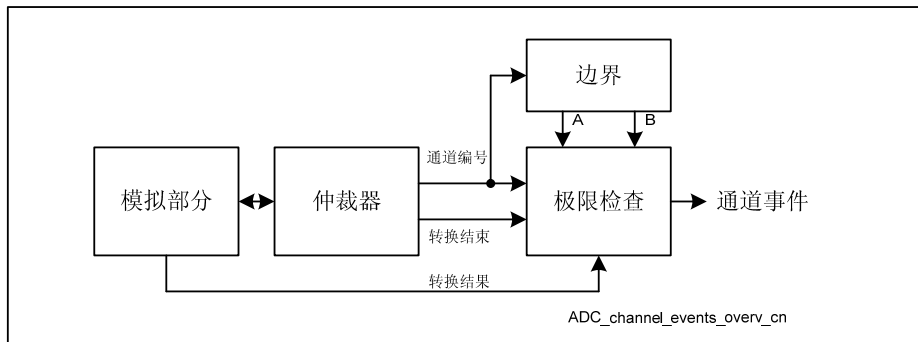 边界
A
B
通道编号
模拟部分
仲裁器
极限检查
通道事件
转换结束
转换结果
ADC_channel_events_overv_cn